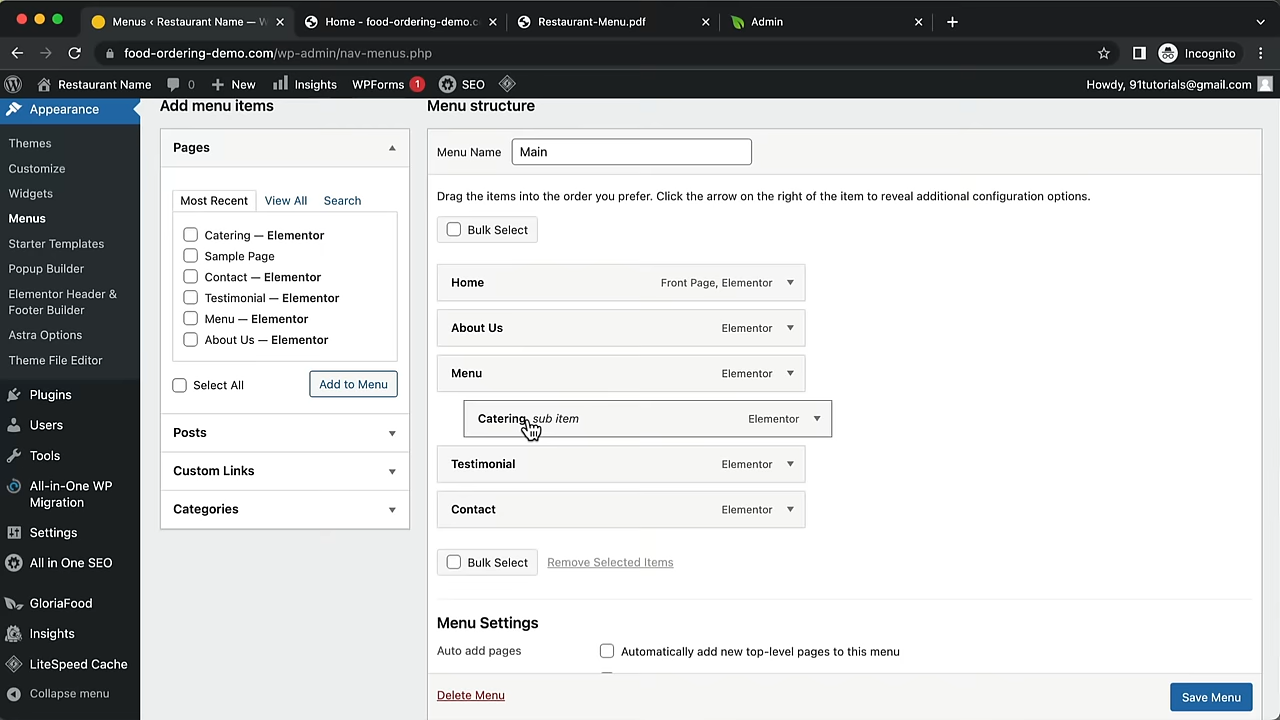 Menus ‹ Restaurant Name — W
Home - food-ordering-demo.c
Restaurant-Menu.pdf
Admin
food-ordering-demo.com/wp-admin/nav-menus.php
Incognito
Restaurant Name
0
New
Insights
WPForms 1
SEO
Howdy, 91tutorials@gmail.com
Appearance
Themes
Customize
Widgets
Menus
Starter Templates
Popup Builder
Elementor Header &
Footer Builder
Astra Options
Theme File Editor
Plugins
Users
Tools
All-in-One WP
Migration
Settings
All in One SEO
GloriaFood
Insights
LiteSpeed Cache
Collapse menu
Add menu items
Pages
Most Recent View All Search
Catering — Elementor
Sample Page
Contact — Elementor
Testimonial — Elementor
Menu — Elementor
About Us — Elementor
Select All
Add to Menu
Posts
Custom Links
Categories
Menu structure
Menu Name Main
Drag the items into the order you prefer. Click the arrow on the right of the item to reveal additional configuration options.
Bulk Select
Home Front Page, Elementor
About Us Elementor
Menu Elementor
Catering sub item Elementor
Testimonial Elementor
Contact Elementor
Bulk Select Remove Selected Items
Menu Settings
Auto add pages Automatically add new top-level pages to this menu
Delete Menu
Save Menu